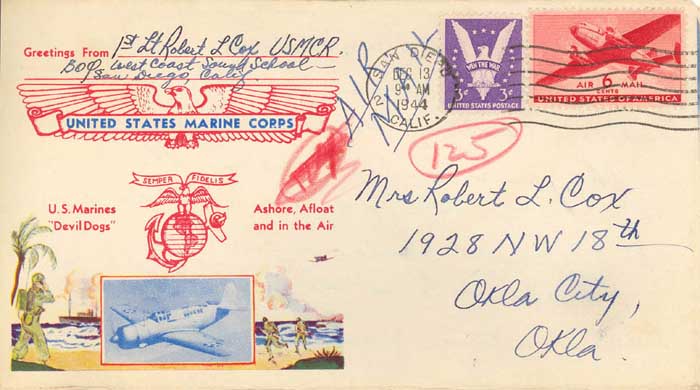 Greetings From 1st Lt Robert L Cox USMCR.
BOQ, West Coast Sound School
San Diego, Calif
UNITED STATES MARINE CORPS
SEMPER FIDELIS
U.S. Marines
"Devil Dogs"
Ashore, Afloat
and in the Air
AIR
SAN DIEGO
DEC 13
9 AM
1944
CALIF.
2
WIN THE WAR
3¢ 3¢
UNITED STATES POSTAGE
AIR 6 MAIL
CENTS
UNITED STATES OF AMERICA
125
Mrs Robert L. Cox
1928 NW 18th
Okla City,
Okla.